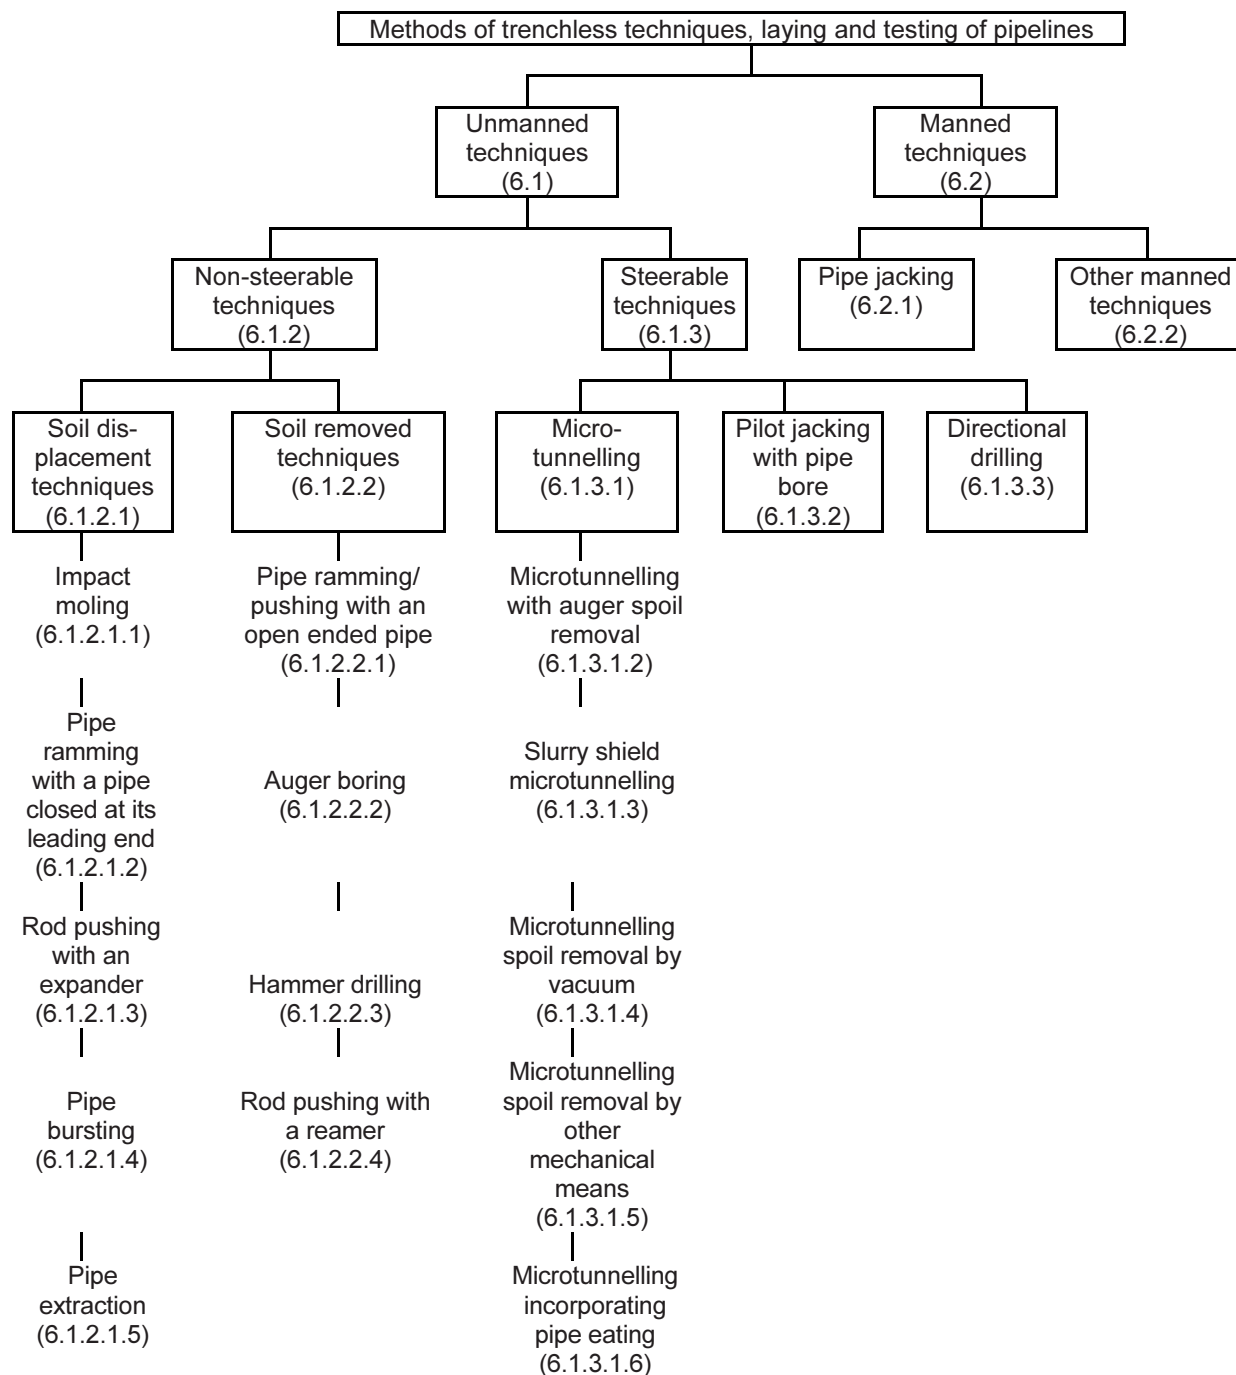 Methods of trenchless techniques, laying and testing of pipelines
Unmanned
techniques
(6.1)
Manned
techniques
(6.2)
Non-steerable
techniques
(6.1.2)
Steerable
techniques
(6.1.3)
Pipe jacking
(6.2.1)
Other manned
techniques
(6.2.2)
Soil dis-
placement
techniques
(6.1.2.1)
Soil removed
techniques
(6.1.2.2)
Micro-
tunnelling
(6.1.3.1)
Pilot jacking
with pipe
bore
(6.1.3.2)
Directional
drilling
(6.1.3.3)
Impact
moling
(6.1.2.1.1)
Pipe ramming/
pushing with an
open ended pipe
(6.1.2.2.1)
Microtunnelling
with auger spoil
removal
(6.1.3.1.2)
Pipe
ramming
with a pipe
closed at its
leading end
(6.1.2.1.2)
Auger boring
(6.1.2.2.2)
Slurry shield
microtunnelling
(6.1.3.1.3)
Rod pushing
with an
expander
(6.1.2.1.3)
Hammer drilling
(6.1.2.2.3)
Microtunnelling
spoil removal by
vacuum
(6.1.3.1.4)
Pipe
bursting
(6.1.2.1.4)
Rod pushing with
a reamer
(6.1.2.2.4)
Microtunnelling
spoil removal by
other
mechanical
means
(6.1.3.1.5)
Pipe
extraction
(6.1.2.1.5)
Microtunnelling
incorporating
pipe eating
(6.1.3.1.6)